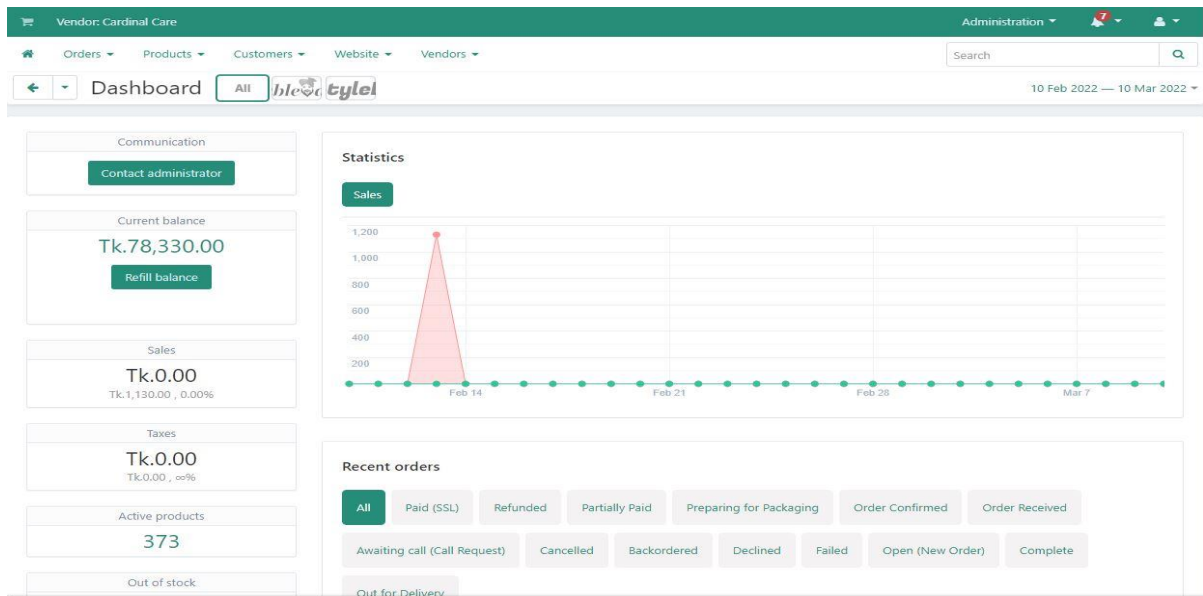 Vendor: Cardinal Care
Administration
7
Orders Products Customers Website Vendors
Search
Dashboard
All
tylel
10 Feb 2022 — 10 Mar 2022
Communication
Contact administrator
Current balance
Tk.78,330.00
Refill balance
Sales
Tk.0.00
Tk.1,130.00 , 0.00%
Taxes
Tk.0.00
Tk.0.00 , ∞%
Active products
373
Out of stock
Statistics
Sales
1,200
1,000
800
600
400
200
Feb 14 Feb 21 Feb 28 Mar 7
Recent orders
All Paid (SSL) Refunded Partially Paid Preparing for Packaging Order Confirmed Order Received
Awaiting call (Call Request) Cancelled Backordered Declined Failed Open (New Order) Complete
Out for Delivery